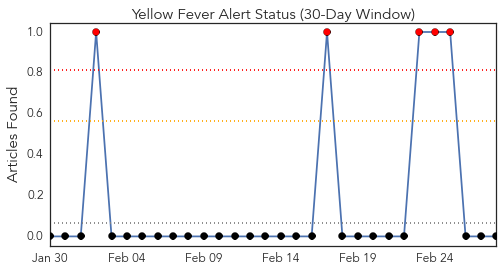 Yellow Fever Alert Status (30-Day Window)
Articles Found
1.0
0.8
0.6
0.4
0.2
0.0
Jan 30 Feb 04 Feb 09 Feb 14 Feb 19 Feb 24